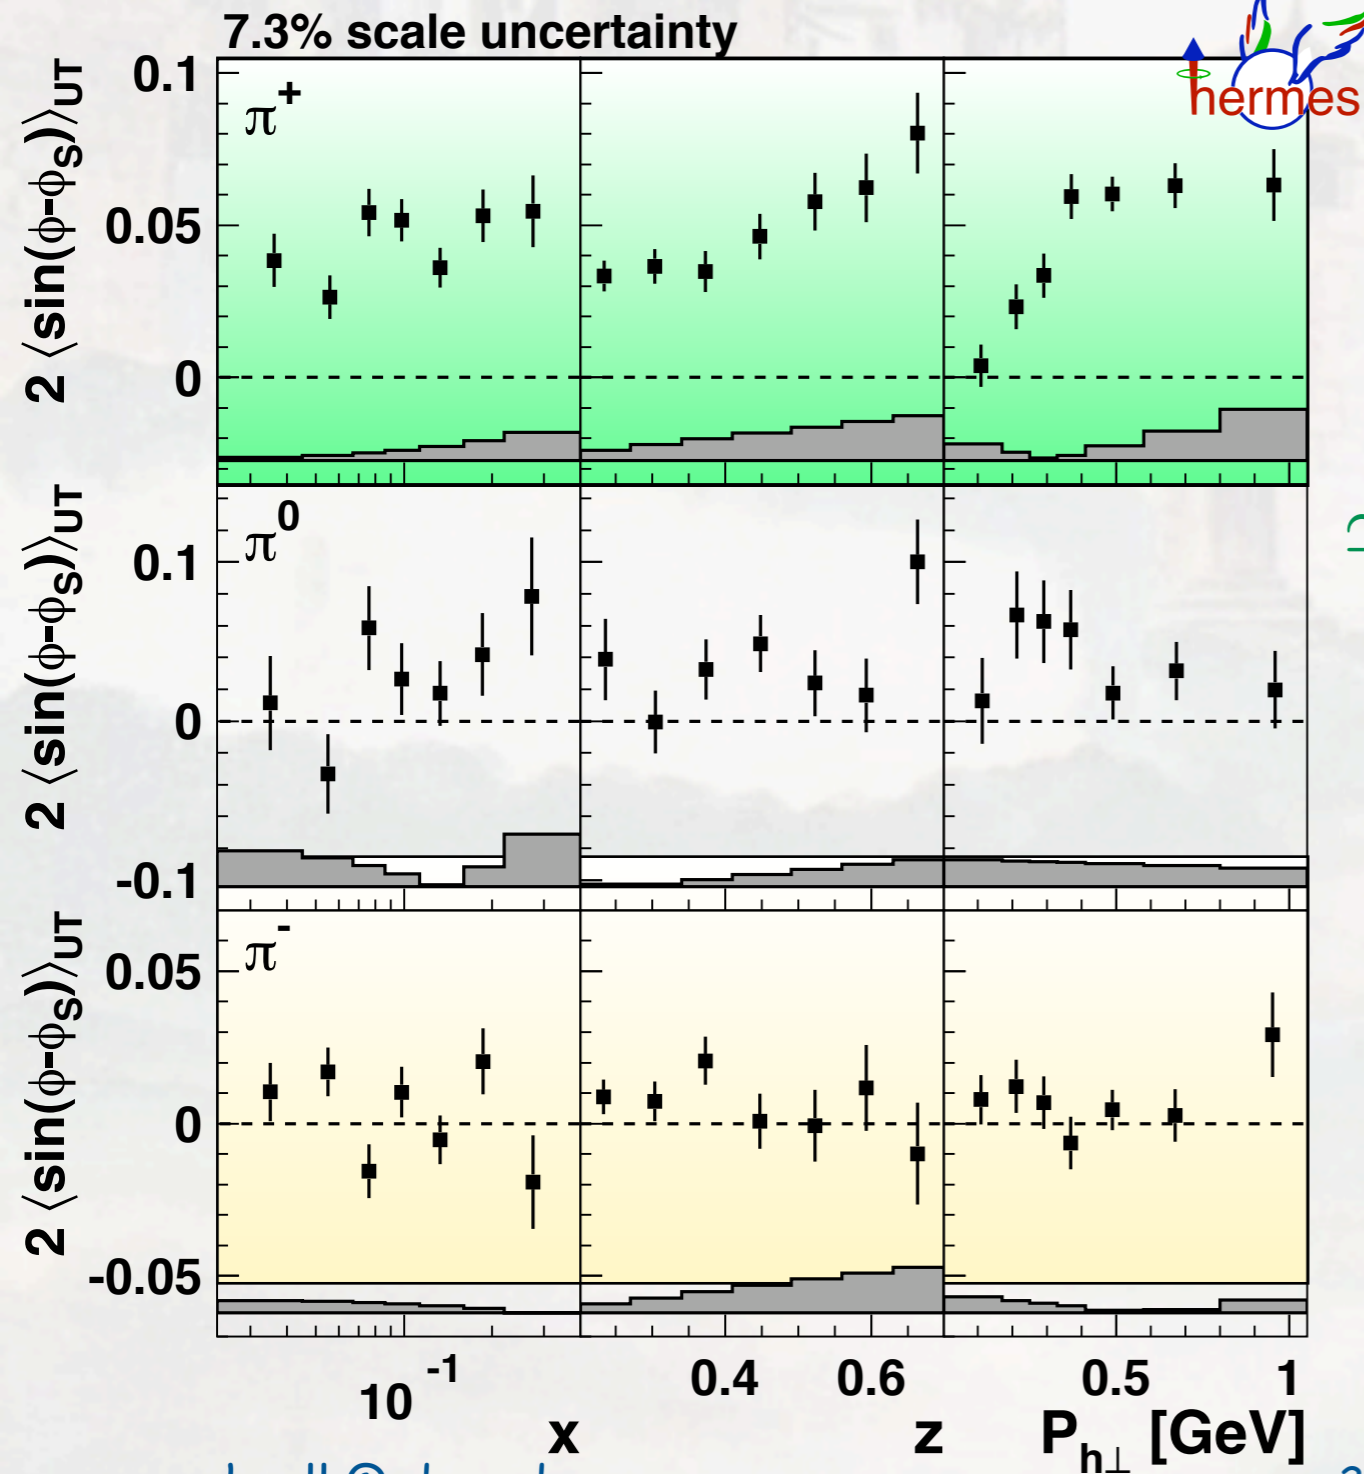 7.3% scale uncertainty
hermes
2 ⟨sin(ϕ-ϕS)⟩UT
π+
0.1
0.05
0
2 ⟨sin(ϕ-ϕS)⟩UT
π0
0.1
0
-0.1
2 ⟨sin(ϕ-ϕS)⟩UT
π-
0.05
0
-0.05
10-1
0.4
0.6
0.5
1
x
z
Ph⊥ [GeV]